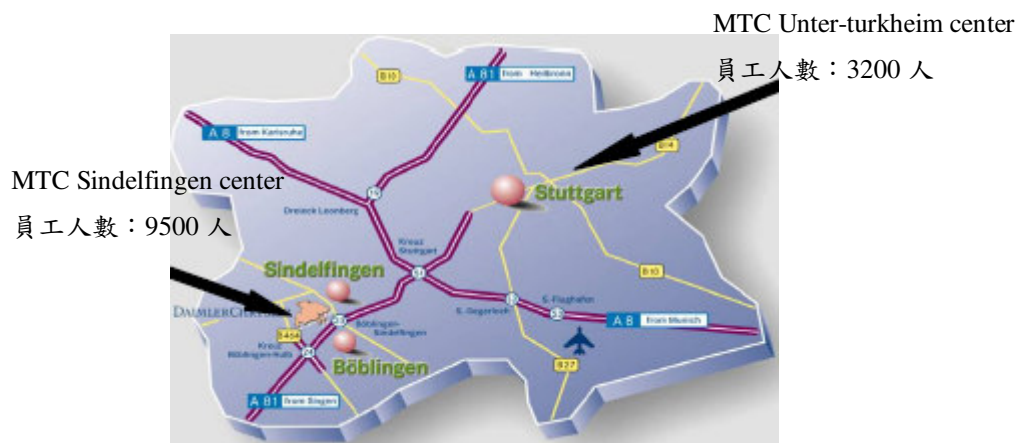 MTC Unter-turkheim center
員工人數：3200 人
B10
A 81 from Heilbronn
A 8 from Karlsruhe
B14
MTC Sindelfingen center
員工人數：9500 人
Stuttgart
Dreieck Leonberg
Kreuz
Stuttgart
Sindelfingen
B10
DAIMLERCHRYSLER
S-Flughafen
S-Degerloch
A 8 from Munich
Böblingen-
Sindelfingen
B464
Kreuz
Böblingen-Hulb
24
Böblingen
B27
A 81 from Singen